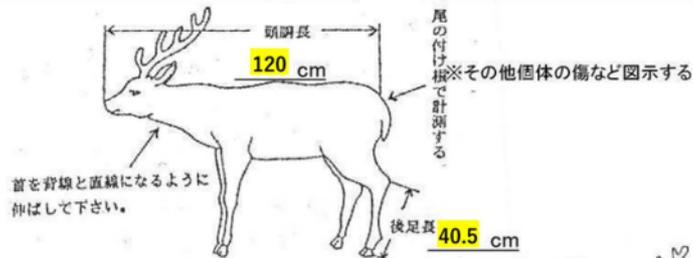 頭胴長
120 cm
尾の付け根で計測する
※その他個体の傷など図示する
首を背線と直線になるように
伸ばして下さい。
後足長 40.5 cm